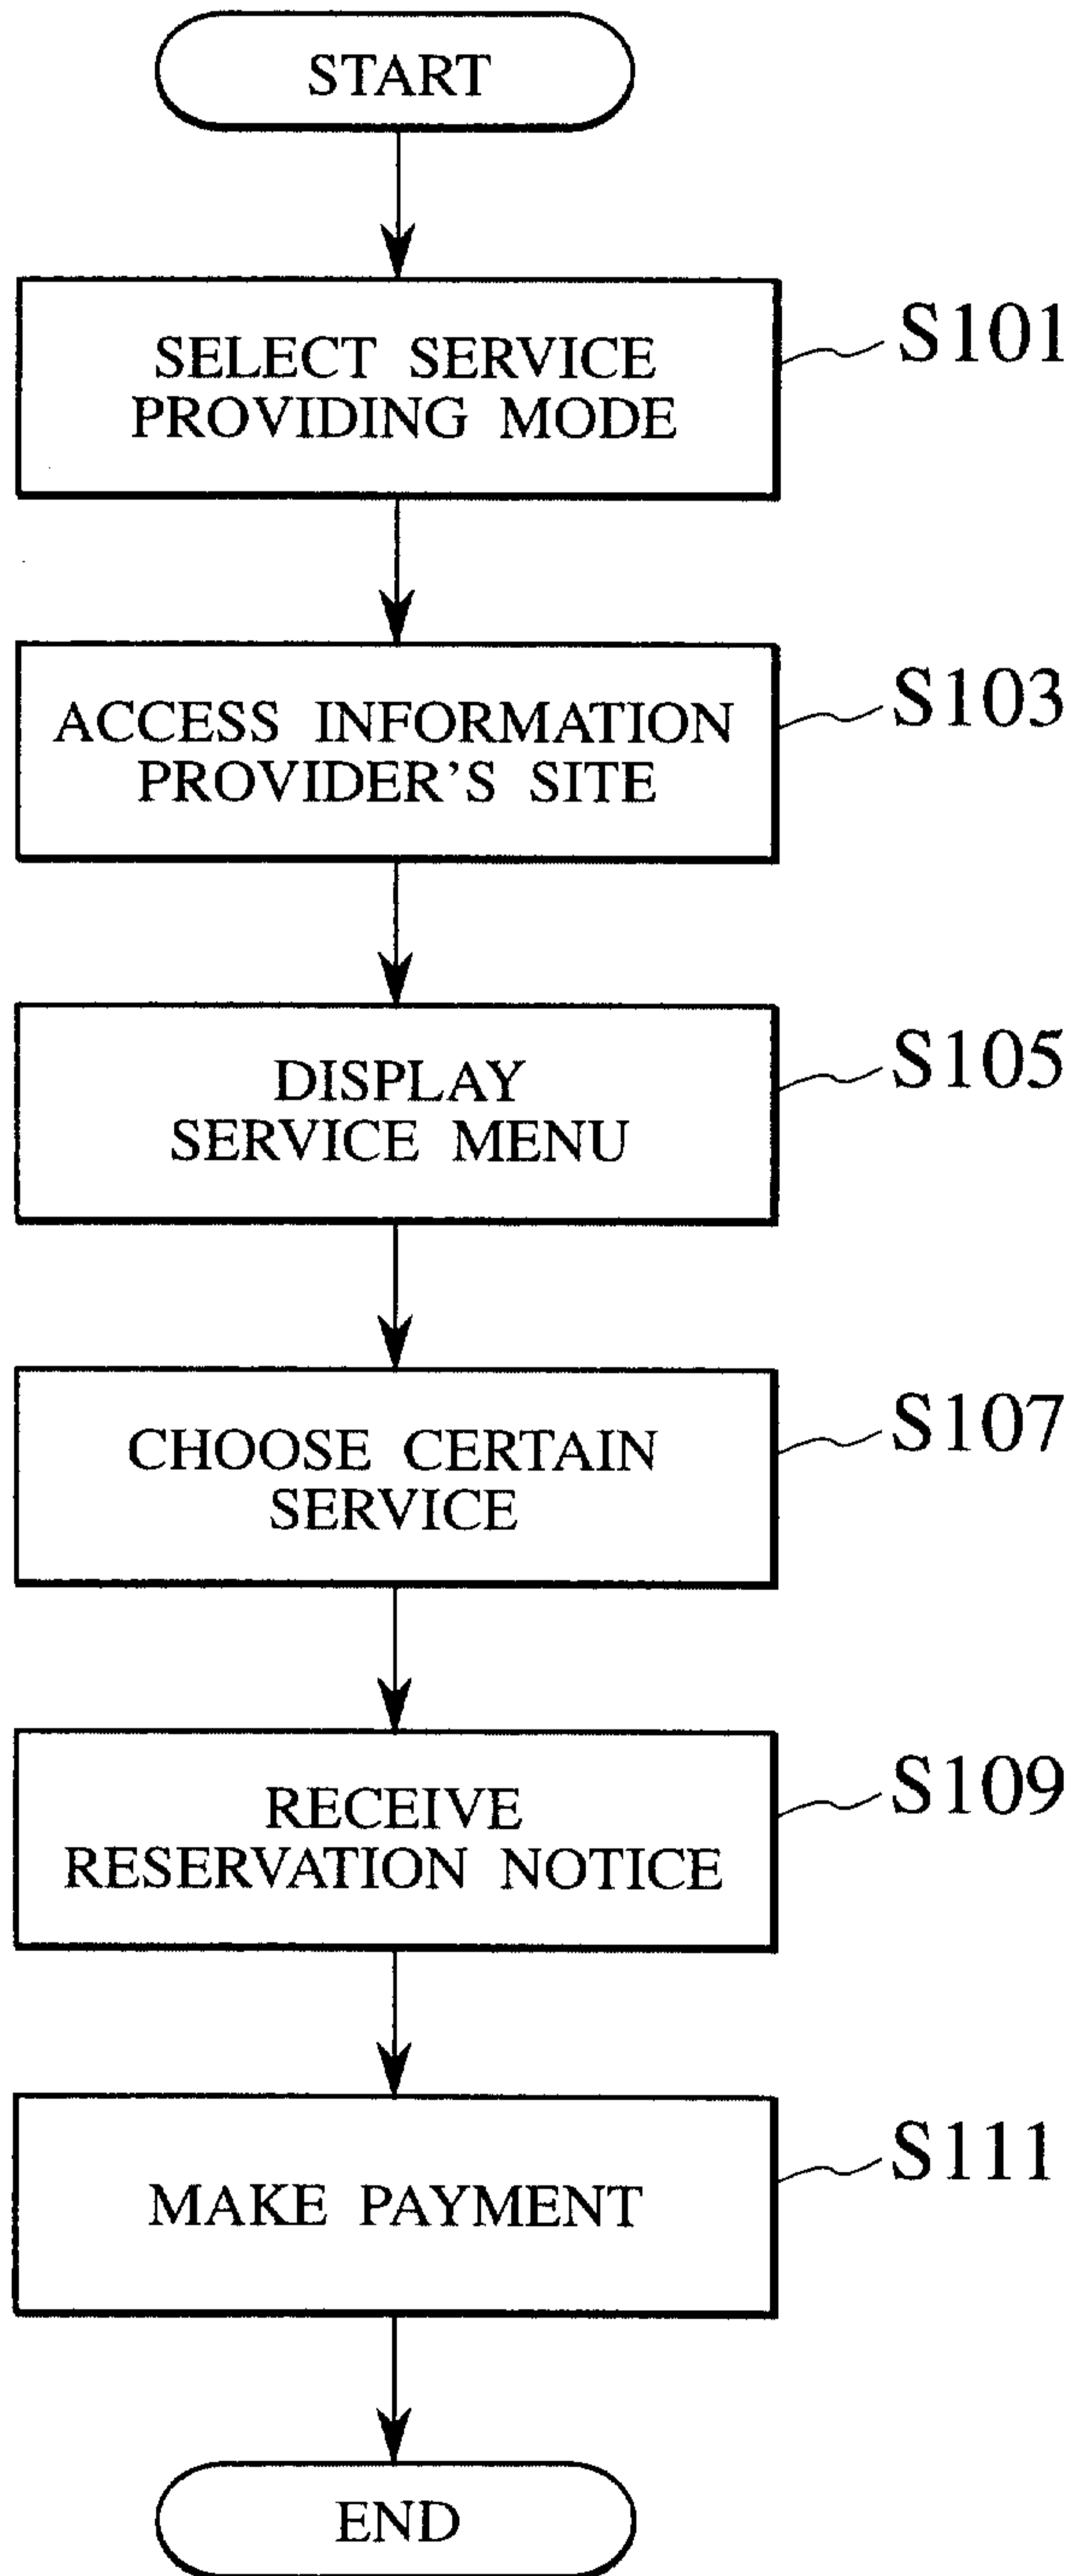 START
SELECT SERVICE
PROVIDING MODE
S101
ACCESS INFORMATION
PROVIDER'S SITE
S103
DISPLAY
SERVICE MENU
S105
CHOOSE CERTAIN
SERVICE
S107
RECEIVE
RESERVATION NOTICE
S109
MAKE PAYMENT
S111
END